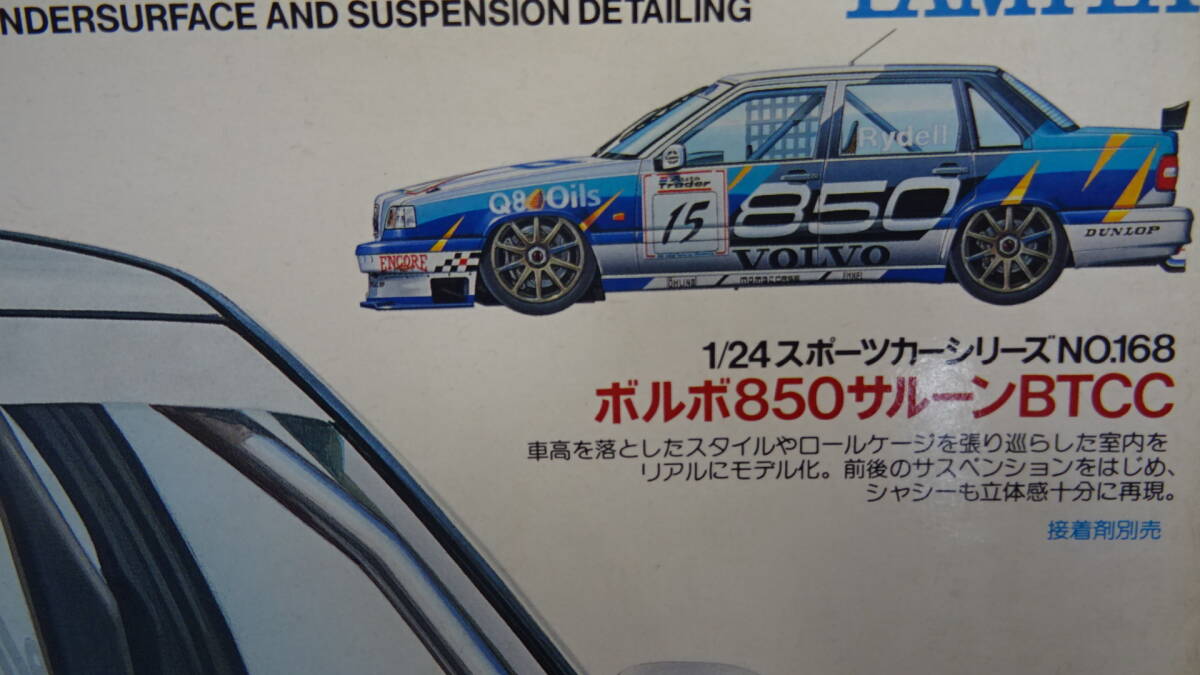 NDERSURFACE AND SUSPENSION DETAILING
Rydell
Q8 Oils
Auto
Trader
15
850
VOLVO
ENCORE
DUNLOP
1/24スポーツカーシリーズNO.168
ボルボ850サルーンBTCC
車高を落としたスタイルやロールケージを張り巡らした室内を
リアルにモデル化。前後のサスペンションをはじめ、
シャシーも立体感十分に再現。
接着剤別売